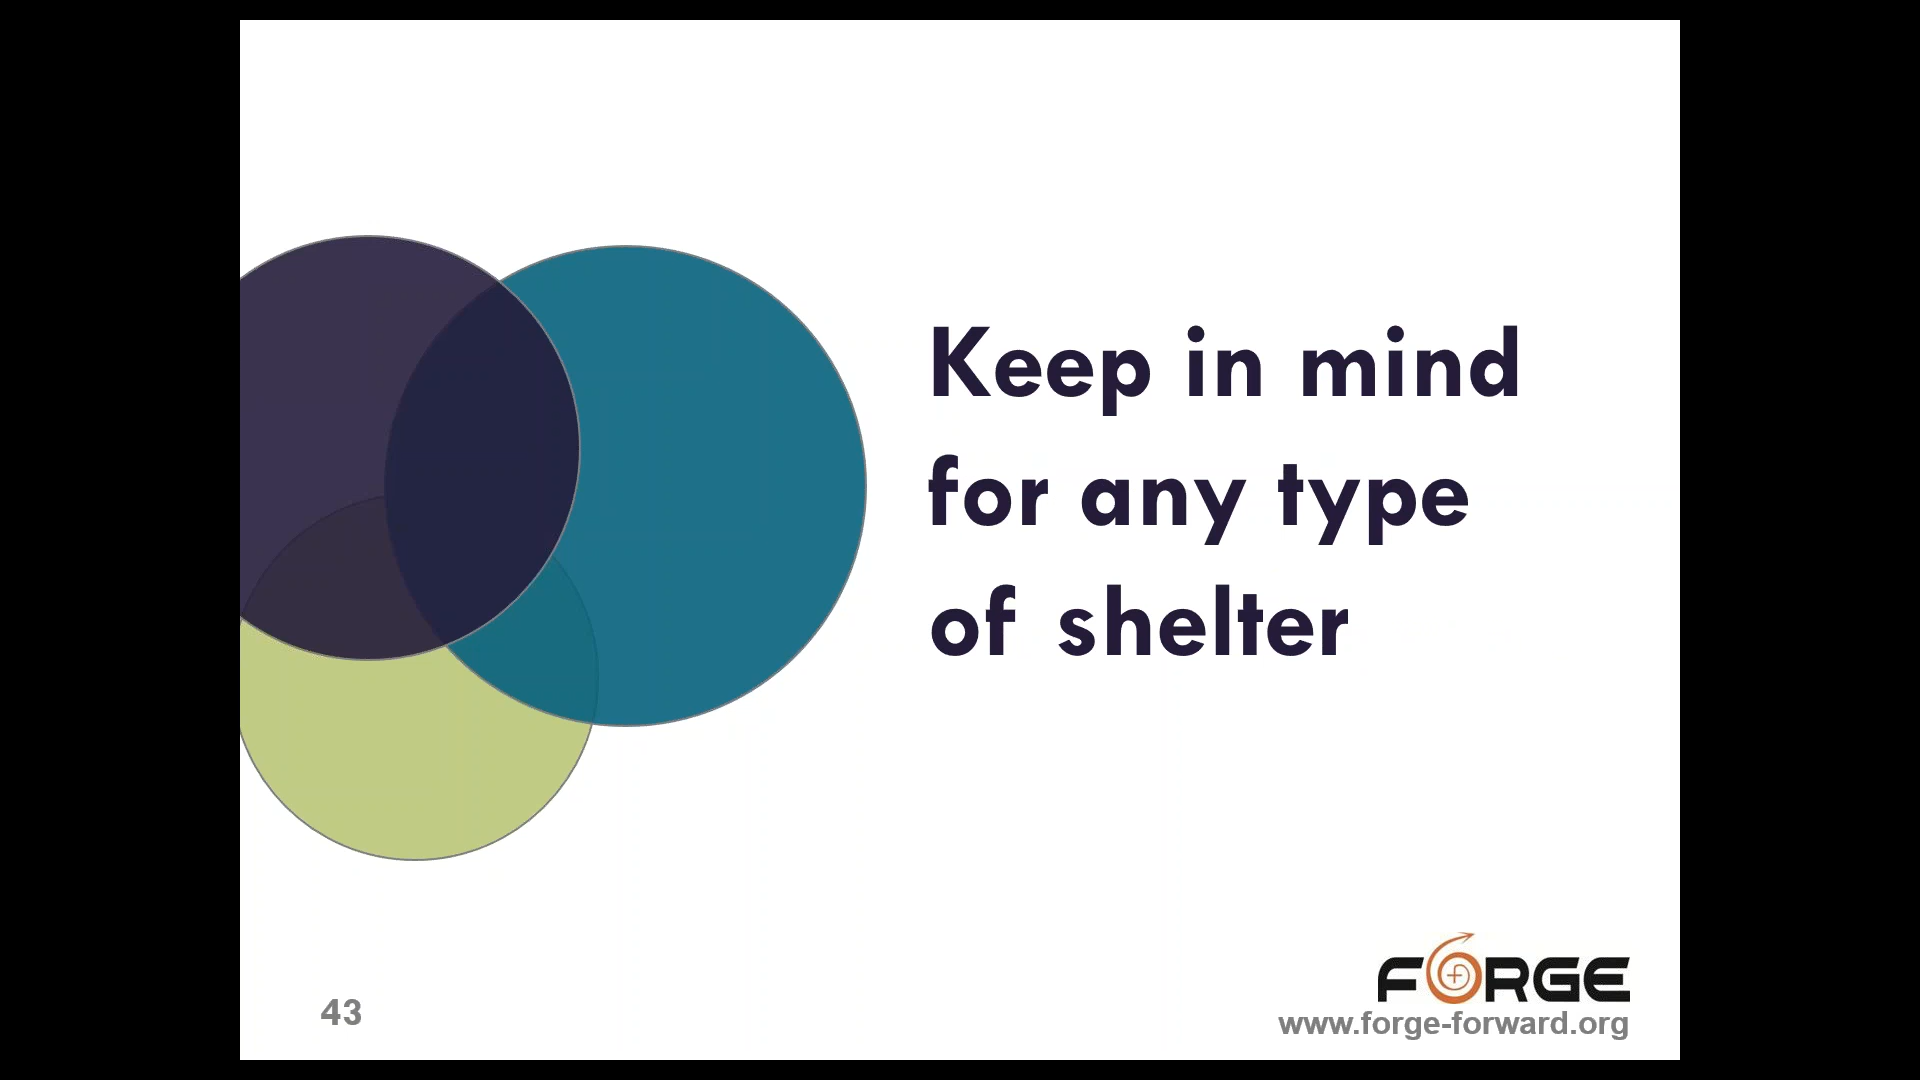 Keep in mind
for any type
of shelter
FORGE
43
www.forge-forward.org